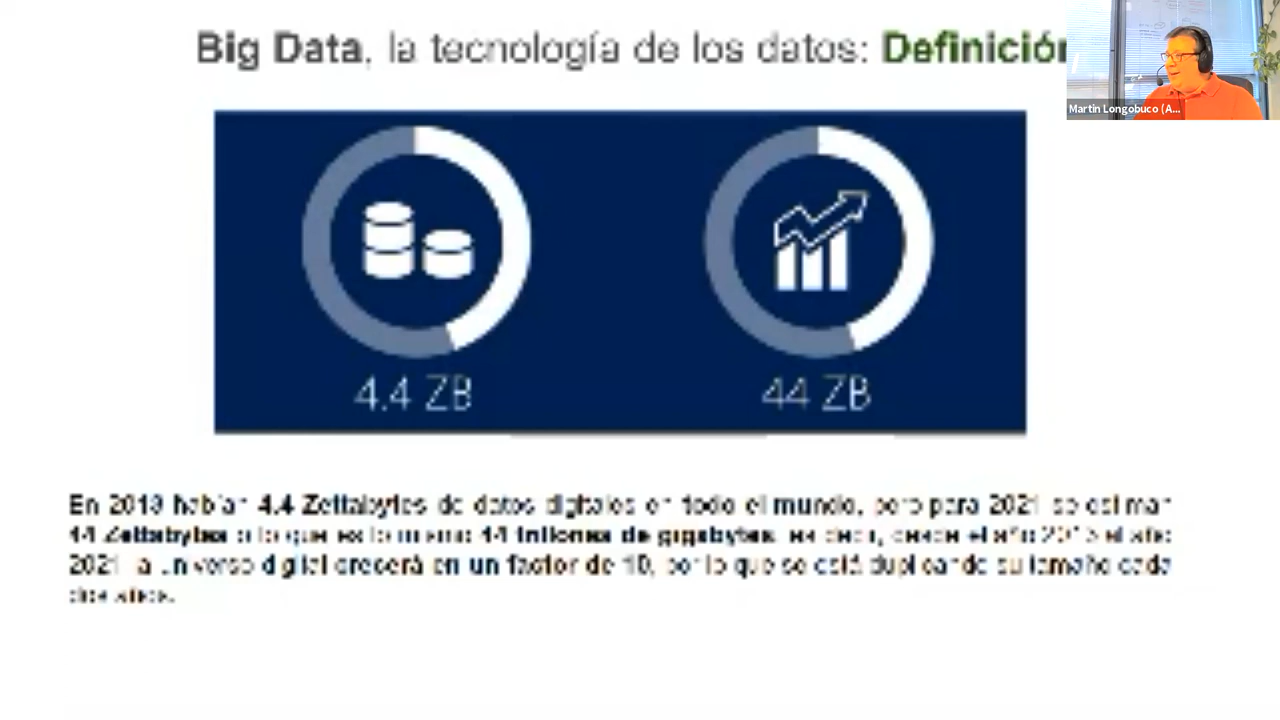 Big Data, la tecnología de los datos: Definición
Martin Longobuco (A...
4.4 ZB
44 ZB
En 2013 habían 4.4 Zettabytes de datos digitales en todo el mundo, pero para 2021 se estiman
44 Zettabytes o lo que es lo mismo 44 trillones de gigabytes, es decir, desde el año 2013 al año
2021 la universo digital crecerá en un factor de 10, por lo que se está duplicando su tamaño cada
dos años.